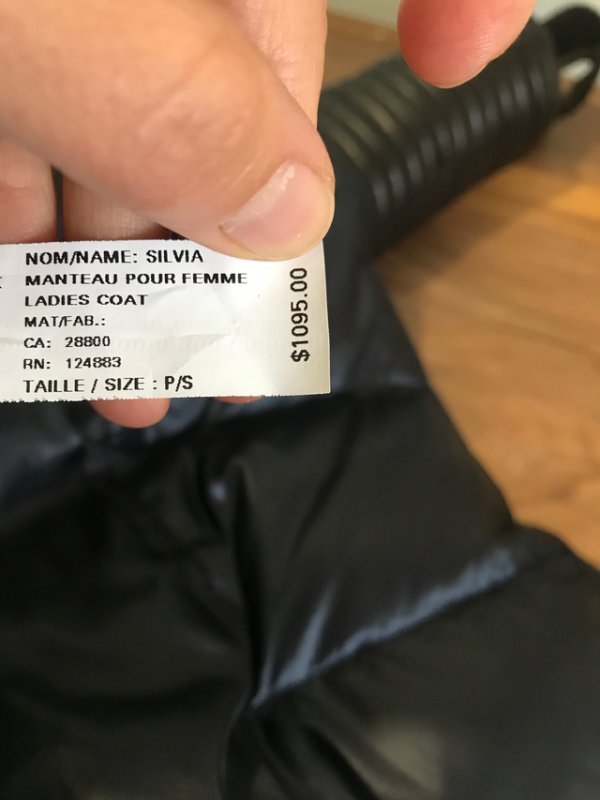 NOM/NAME: SILVIA
MANTEAU POUR FEMME
LADIES COAT
MAT/FAB.:
CA: 28800
RN: 124883
TAILLE / SIZE : P/S
$1095.00